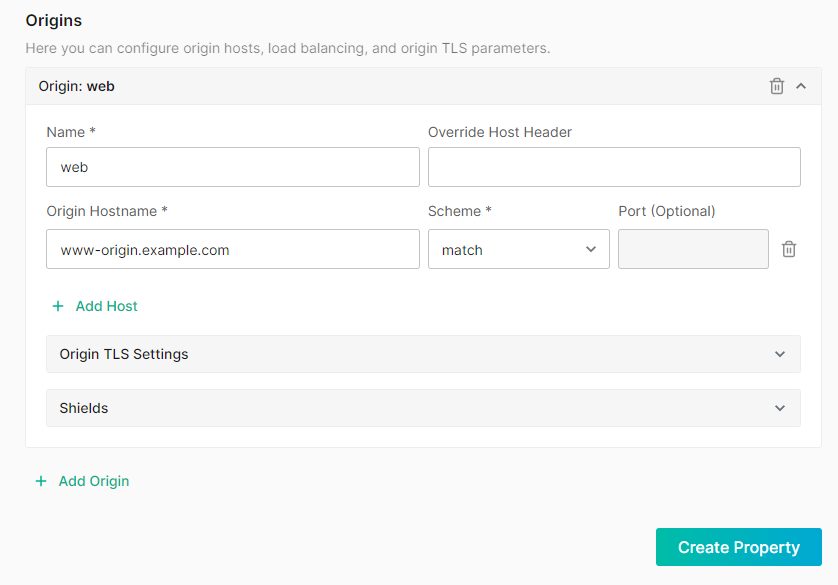 Origins
Here you can configure origin hosts, load balancing, and origin TLS parameters.
Origin: web
Name * Override Host Header
web
Origin Hostname * Scheme * Port (Optional)
www-origin.example.com match
+ Add Host
Origin TLS Settings
Shields
+ Add Origin
Create Property